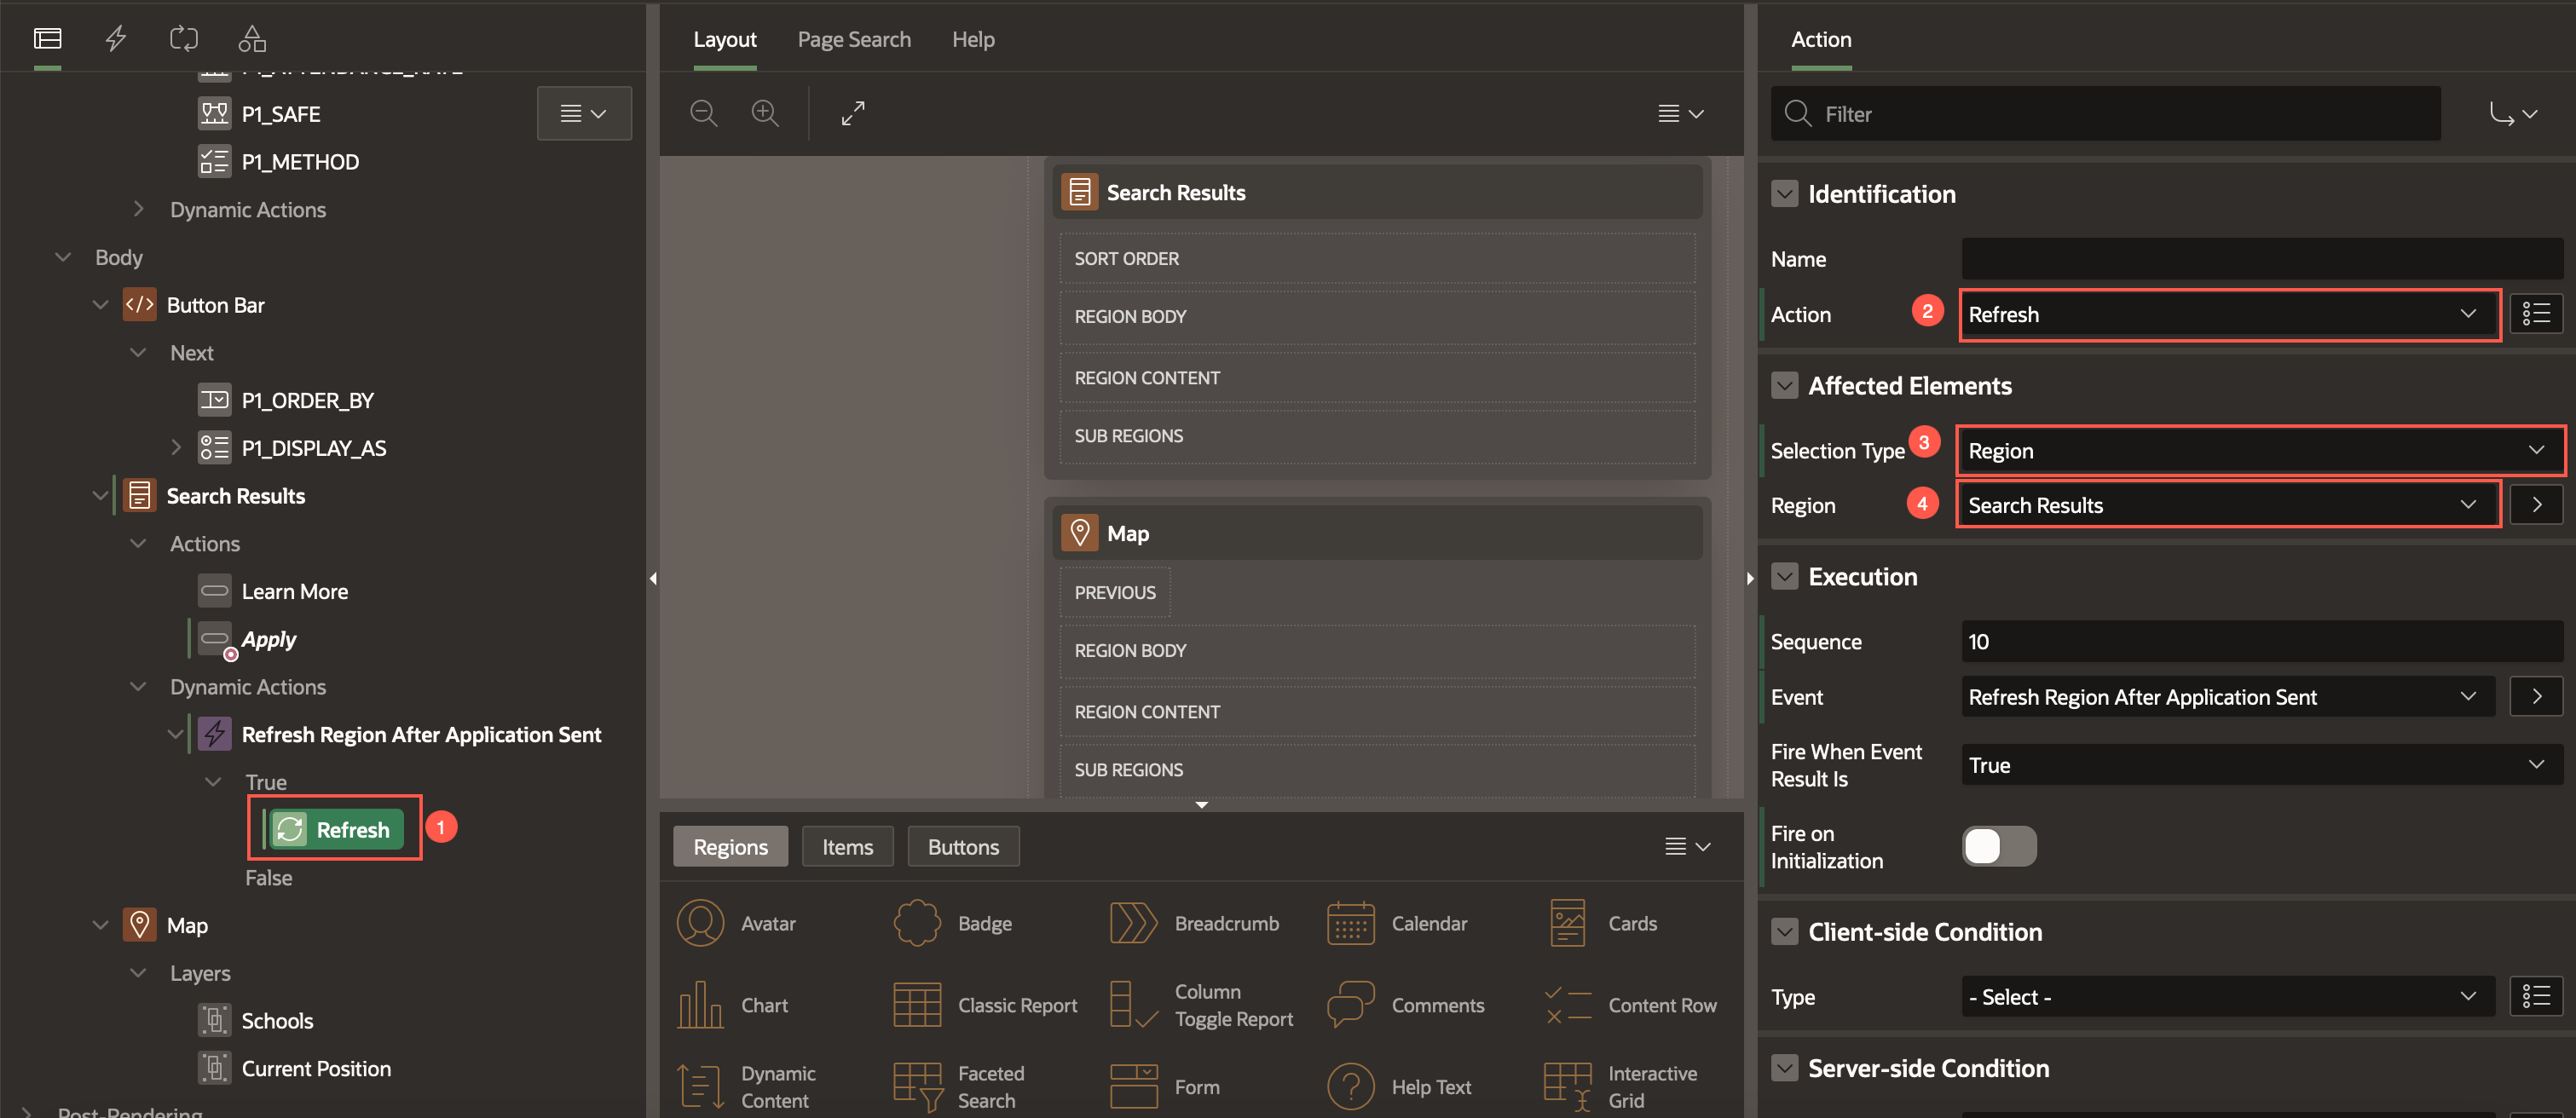 P1_ATTENDANCE_RATE
P1_SAFE
P1_METHOD
Dynamic Actions
Body
Button Bar
Next
P1_ORDER_BY
P1_DISPLAY_AS
Search Results
Actions
Learn More
Apply
Dynamic Actions
Refresh Region After Application Sent
True
Refresh
1
False
Map
Layers
Schools
Current Position
Post-Rendering
Layout
Page Search
Help
Search Results
SORT ORDER
REGION BODY
REGION CONTENT
SUB REGIONS
Map
PREVIOUS
REGION BODY
REGION CONTENT
SUB REGIONS
Regions
Items
Buttons
Avatar
Badge
Breadcrumb
Calendar
Cards
Chart
Classic Report
Column
Toggle Report
Comments
Content Row
Dynamic
Content
Faceted
Search
Form
Help Text
Interactive
Grid
Action
Filter
Identification
Name
Action
2
Refresh
Affected Elements
Selection Type
3
Region
Region
4
Search Results
Execution
Sequence
10
Event
Refresh Region After Application Sent
Fire When Event
Result Is
True
Fire on
Initialization
Client-side Condition
Type
- Select -
Server-side Condition